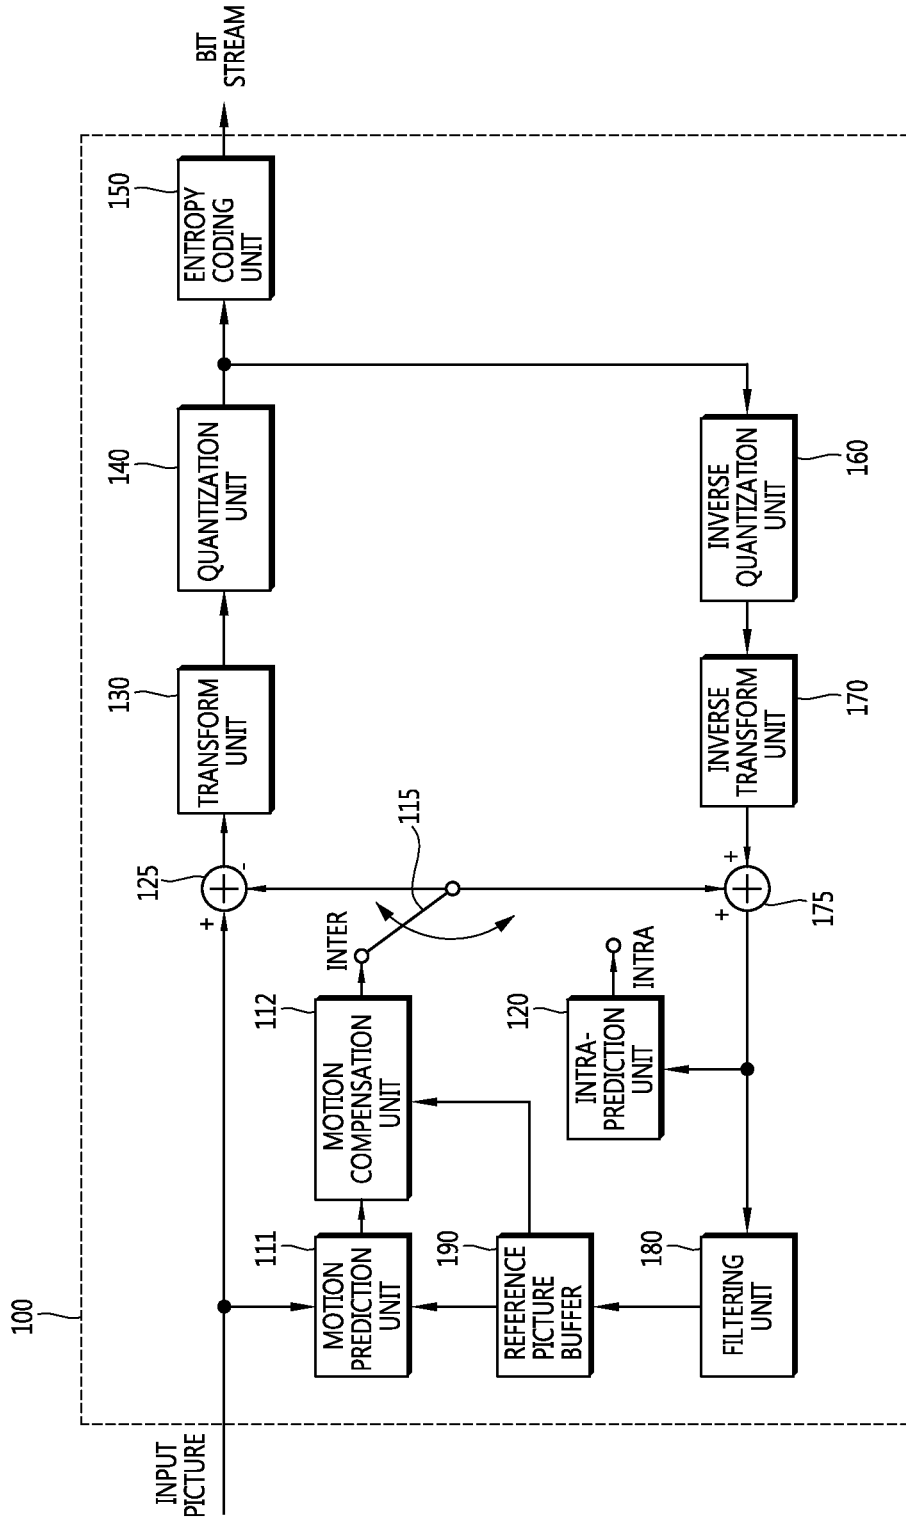 100
INPUT
PICTURE
125
+
-
130
TRANSFORM
UNIT
140
QUANTIZATION
UNIT
150
ENTROPY
CODING
UNIT
BIT
STREAM
111
MOTION
PREDICTION
UNIT
112
MOTION
COMPENSATION
UNIT
INTER
115
190
REFERENCE
PICTURE
BUFFER
120
INTRA-
PREDICTION
UNIT
INTRA
180
FILTERING
UNIT
+
+
175
INVERSE
TRANSFORM
UNIT
170
INVERSE
QUANTIZATION
UNIT
160